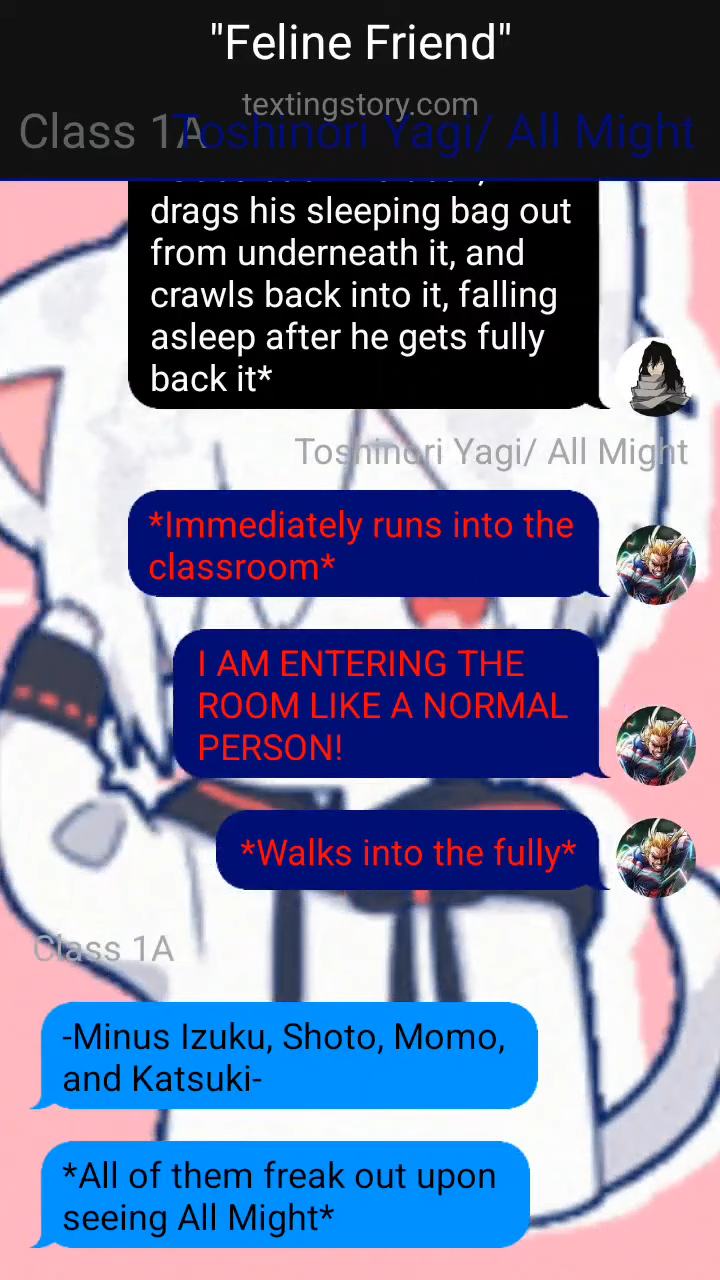 "Feline Friend"
textingstory.com
Class 1A
Toshinori Yagi/ All Might
drags his sleeping bag out
from underneath it, and
crawls back into it, falling
asleep after he gets fully
back it*
Toshinori Yagi/ All Might
*Immediately runs into the
classroom*
I AM ENTERING THE
ROOM LIKE A NORMAL
PERSON!
*Walks into the fully*
Class 1A
-Minus Izuku, Shoto, Momo,
and Katsuki-
*All of them freak out upon
seeing All Might*